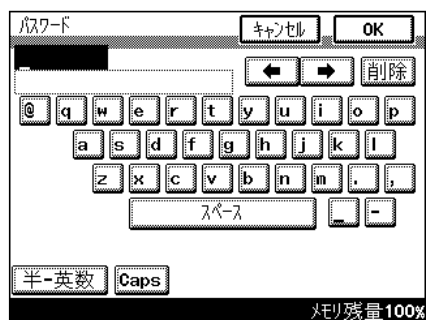 パスワード キャンセル OK
_
← → 削除
@ q w e r t y u i o p
a s d f g h j k l
z x c v b n m . ,
スペース _ -
半-英数 Caps
メモリ残量100%